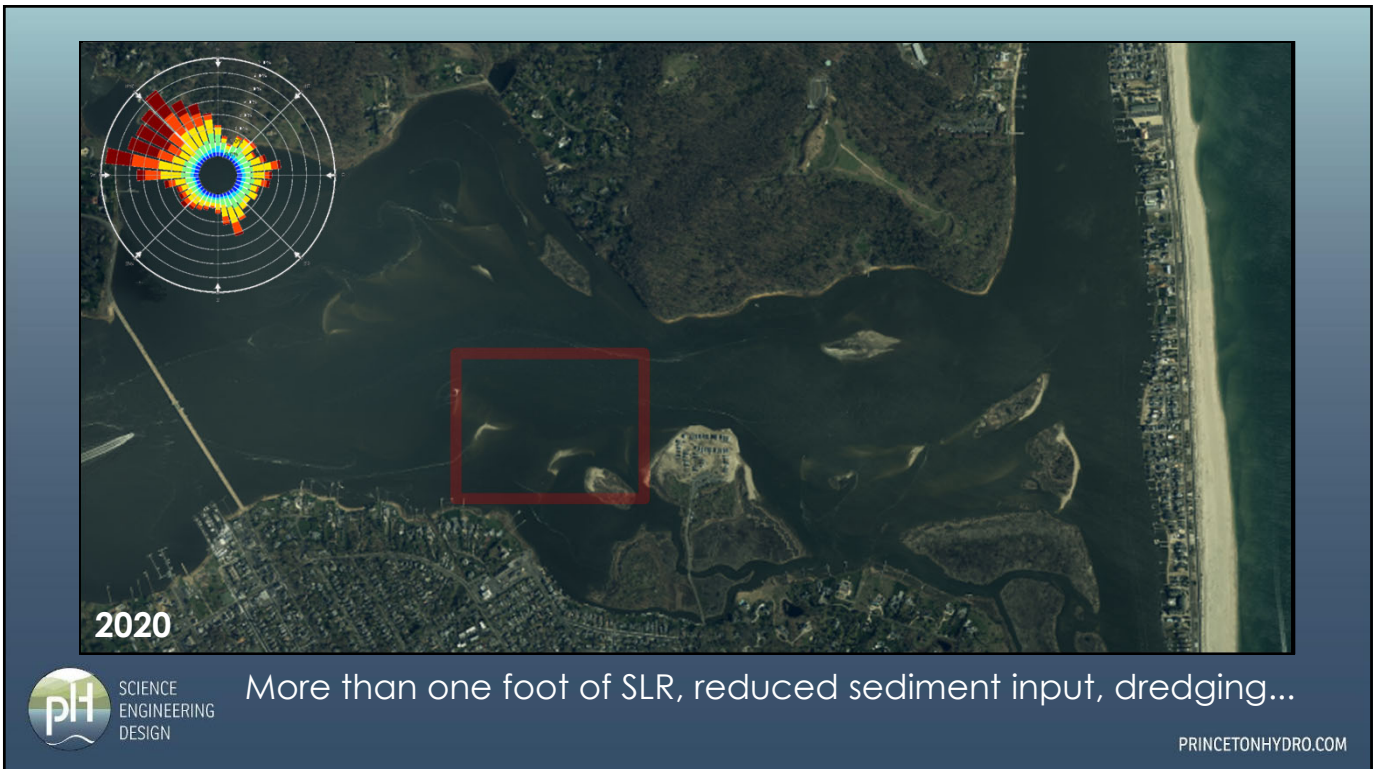 2020
pH
SCIENCE
ENGINEERING
DESIGN
More than one foot of SLR, reduced sediment input, dredging...
PRINCETONHYDRO.COM